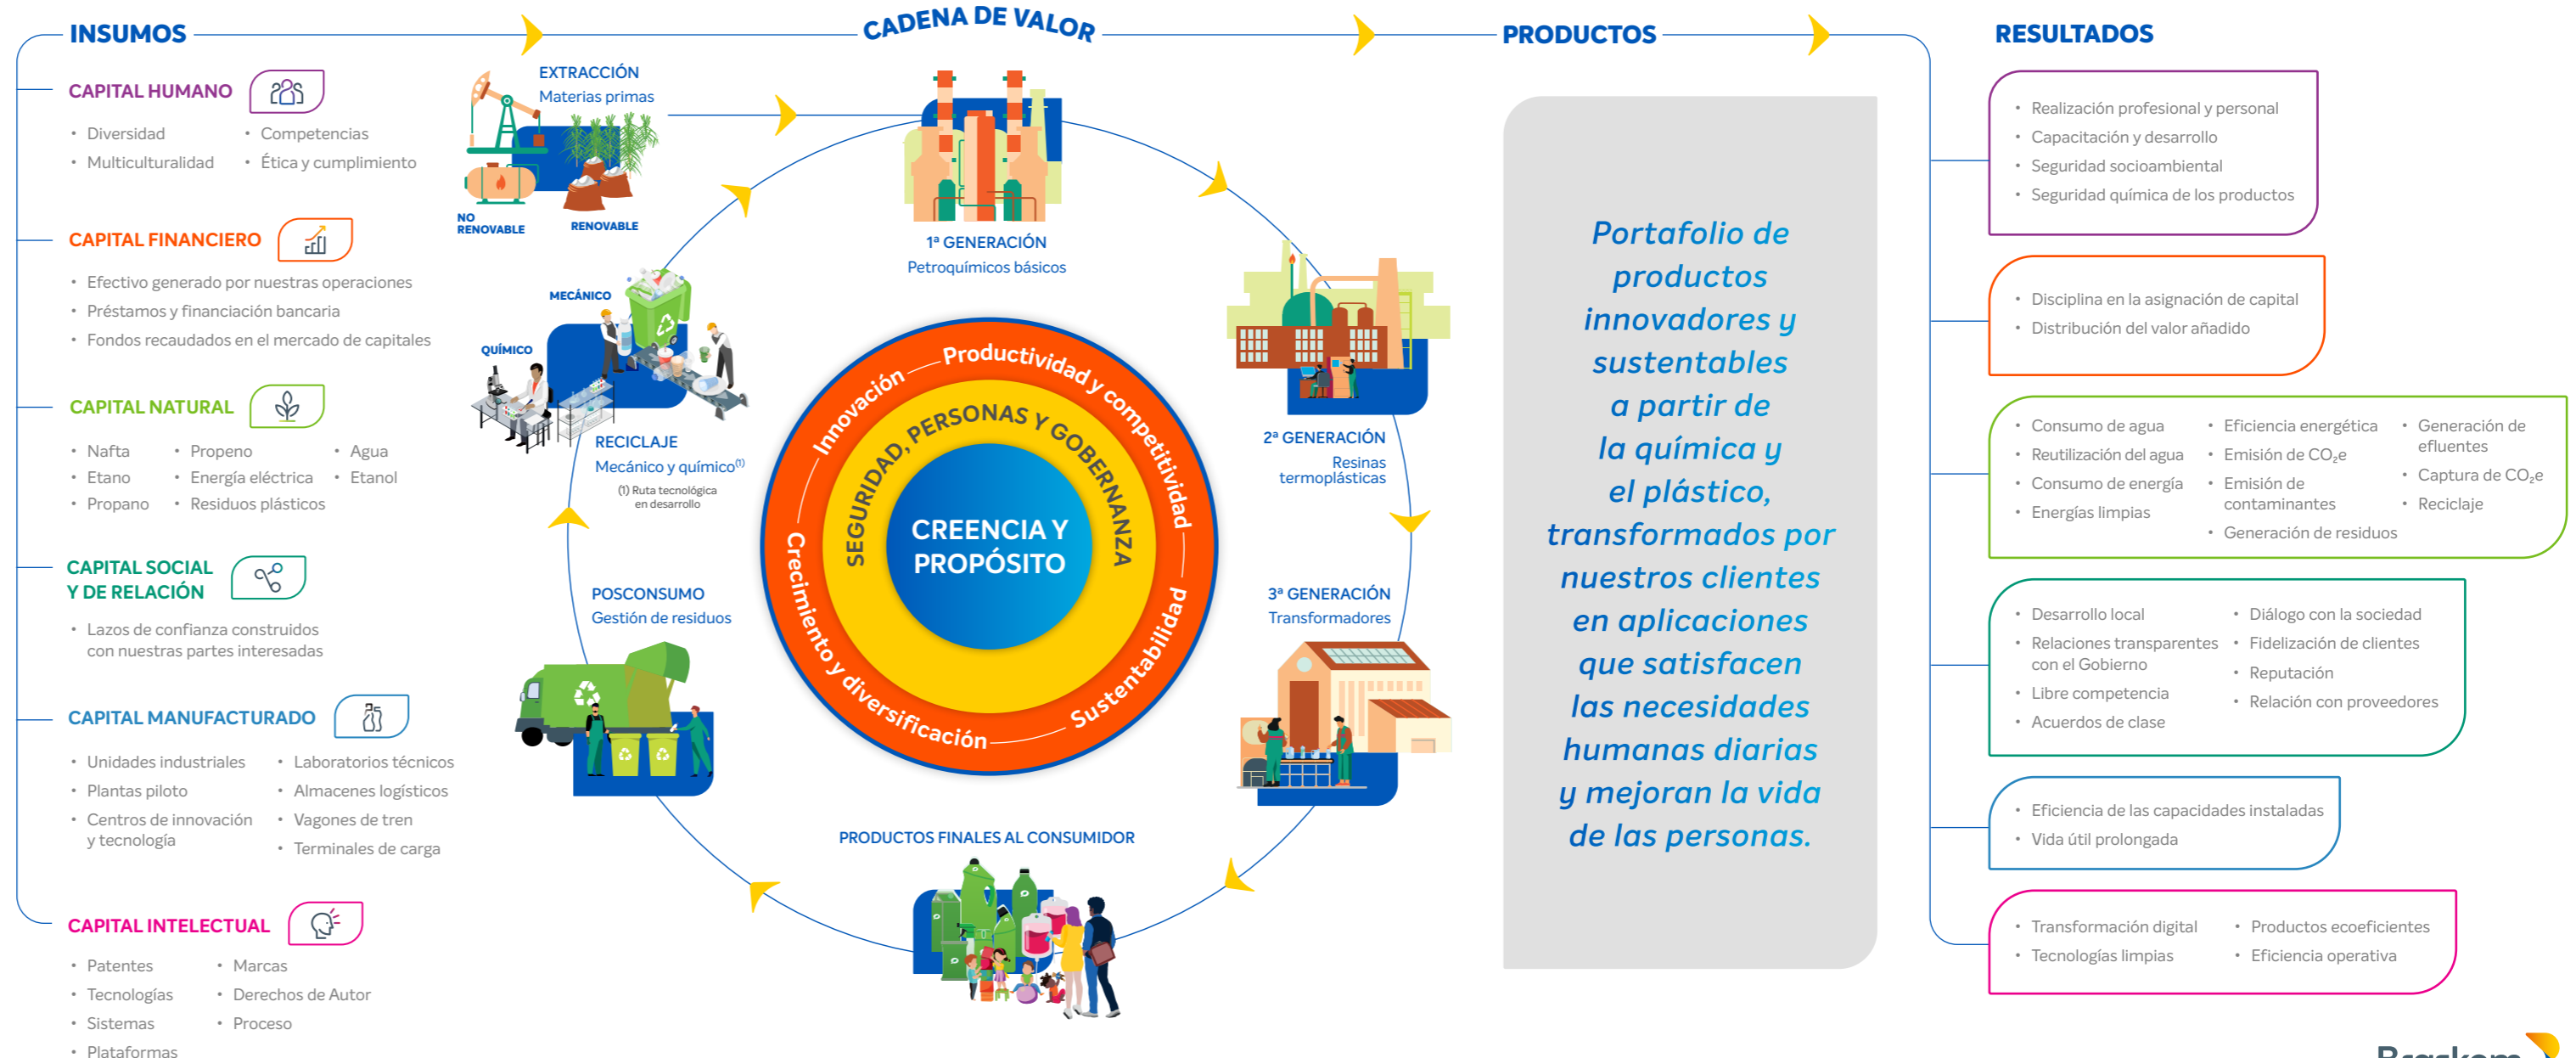 INSUMOS
CAPITAL HUMANO
• Diversidad
• Multiculturalidad
• Competencias
• Ética y cumplimiento
CAPITAL FINANCIERO
• Efectivo generado por nuestras operaciones
• Préstamos y financiación bancaria
• Fondos recaudados en el mercado de capitales
CAPITAL NATURAL
• Nafta
• Etano
• Propano
• Propeno
• Energía eléctrica
• Residuos plásticos
• Agua
• Etanol
CAPITAL SOCIAL
Y DE RELACIÓN
• Lazos de confianza construidos
con nuestras partes interesadas
CAPITAL MANUFACTURADO
• Unidades industriales
• Plantas piloto
• Centros de innovación
y tecnología
• Laboratorios técnicos
• Almacenes logísticos
• Vagones de tren
• Terminales de carga
CAPITAL INTELECTUAL
• Patentes
• Tecnologías
• Sistemas
• Plataformas
• Marcas
• Derechos de Autor
• Proceso
CADENA DE VALOR
EXTRACCIÓN
Materias primas
NO
RENOVABLE
RENOVABLE
1ª GENERACIÓN
Petroquímicos básicos
2ª GENERACIÓN
Resinas
termoplásticas
3ª GENERACIÓN
Transformadores
PRODUCTOS FINALES AL CONSUMIDOR
POSCONSUMO
Gestión de residuos
MECÁNICO
QUÍMICO
RECICLAJE
Mecánico y químico(1)
(1) Ruta tecnológica
en desarrollo
Innovación
Productividad y competitividad
Sustentabilidad
Crecimiento y diversificación
SEGURIDAD, PERSONAS Y GOBERNANZA
CREENCIA Y
PROPÓSITO
PRODUCTOS
Portafolio de
productos
innovadores y
sustentables
a partir de
la química y
el plástico,
transformados por
nuestros clientes
en aplicaciones
que satisfacen
las necesidades
humanas diarias
y mejoran la vida
de las personas.
RESULTADOS
• Realización profesional y personal
• Capacitación y desarrollo
• Seguridad socioambiental
• Seguridad química de los productos
• Disciplina en la asignación de capital
• Distribución del valor añadido
• Consumo de agua
• Reutilización del agua
• Consumo de energía
• Energías limpias
• Eficiencia energética
• Emisión de CO₂e
• Emisión de
contaminantes
• Generación de residuos
• Generación de
efluentes
• Captura de CO₂e
• Reciclaje
• Desarrollo local
• Relaciones transparentes
con el Gobierno
• Libre competencia
• Acuerdos de clase
• Diálogo con la sociedad
• Fidelización de clientes
• Reputación
• Relación con proveedores
• Eficiencia de las capacidades instaladas
• Vida útil prolongada
• Transformación digital
• Tecnologías limpias
• Productos ecoeficientes
• Eficiencia operativa
Braskem